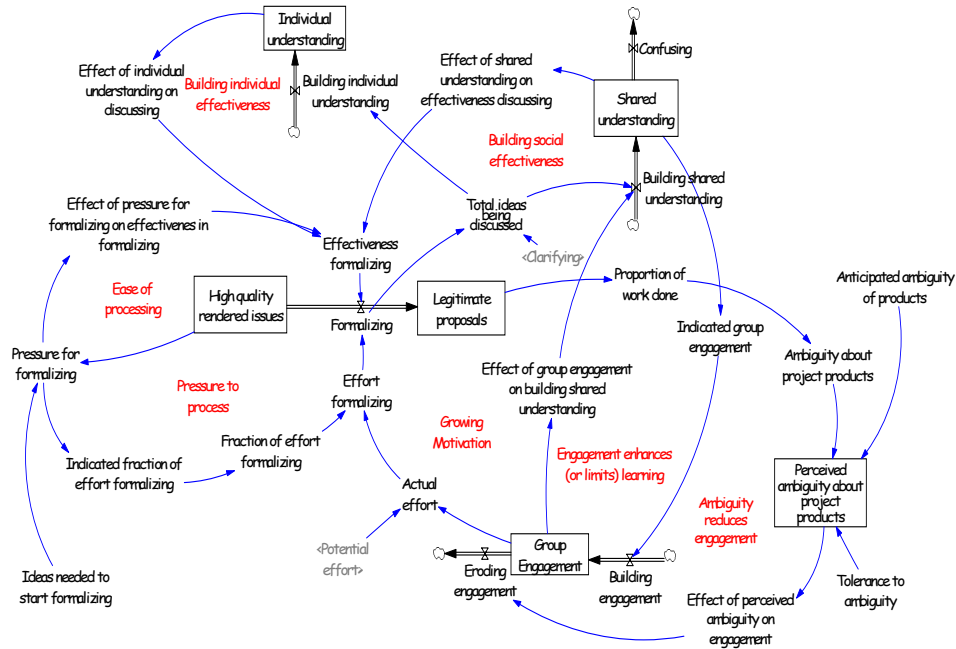 Individual
understanding
Confusing
Effect of individual
understanding on
discussing
Building individual
effectiveness
Building individual
understanding
Effect of shared
understanding on
effectiveness discussing
Shared
understanding
Building social
effectiveness
Building shared
understanding
Effect of pressure for
formalizing on effectivenes in
formalizing
Total ideas
being
discussed
<Clarifying>
Effectiveness
formalizing
Ease of
processing
High quality
rendered issues
Formalizing
Legitimate
proposals
Proportion of
work done
Anticipated ambiguity
of products
Indicated group
engagement
Pressure for
formalizing
Pressure to
process
Effort
formalizing
Effect of group engagement
on building shared
understanding
Ambiguity about
project products
Growing
Motivation
Fraction of effort
formalizing
Indicated fraction of
effort formalizing
Engagement enhances
(or limits) learning
Actual
effort
Perceived
ambiguity about
project
products
Ambiguity
reduces
engagement
<Potential
effort>
Group
Engagement
Eroding
engagement
Building
engagement
Ideas needed to
start formalizing
Tolerance to
ambiguity
Effect of perceived
ambiguity on
engagement